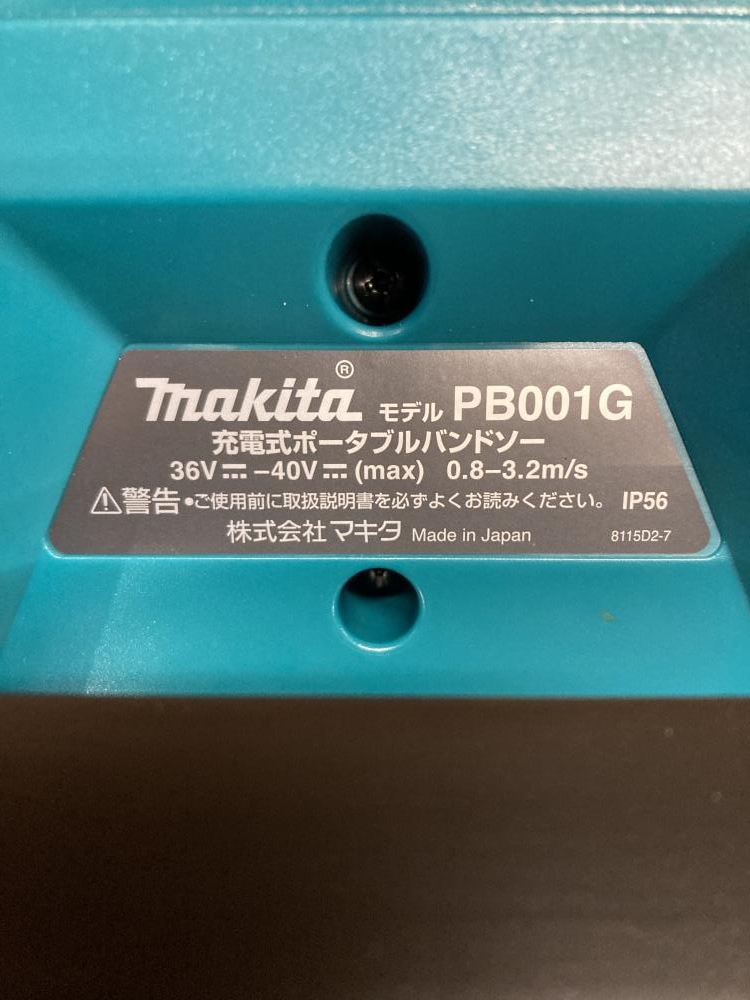 makita® モデル PB001G
充電式ポータブルバンドソー
36V⎓-40V⎓(max) 0.8-3.2m/s
⚠警告●ご使用前に取扱説明書を必ずよくお読みください。 IP56
株式会社マキタ Made in Japan 8115D2-7